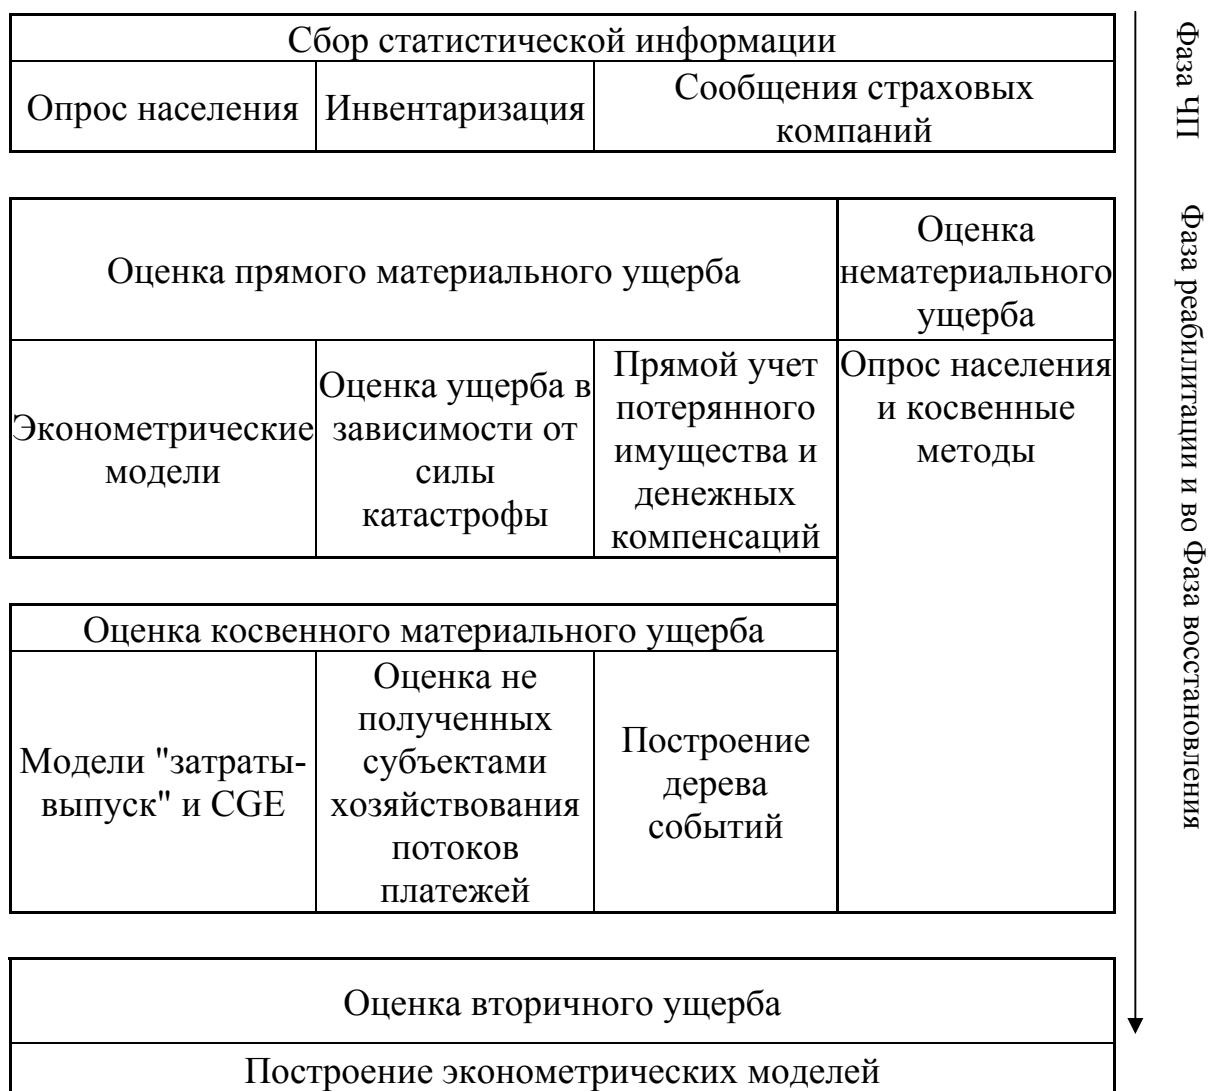 Сбор статистической информации
Опрос населения
Инвентаризация
Сообщения страховых
компаний
Оценка прямого материального ущерба
Оценка
нематериального
ущерба
Эконометрические
модели
Оценка ущерба в
зависимости от
силы
катастрофы
Прямой учет
потерянного
имущества и
денежных
компенсаций
Опрос населения
и косвенные
методы
Оценка косвенного материального ущерба
Модели "затраты-
выпуск" и CGE
Оценка не
полученных
субъектами
хозяйствования
потоков
платежей
Построение
дерева
событий
Оценка вторичного ущерба
Построение эконометрических моделей
Фаза ЧП
Фаза реабилитации и во Фаза восстановления